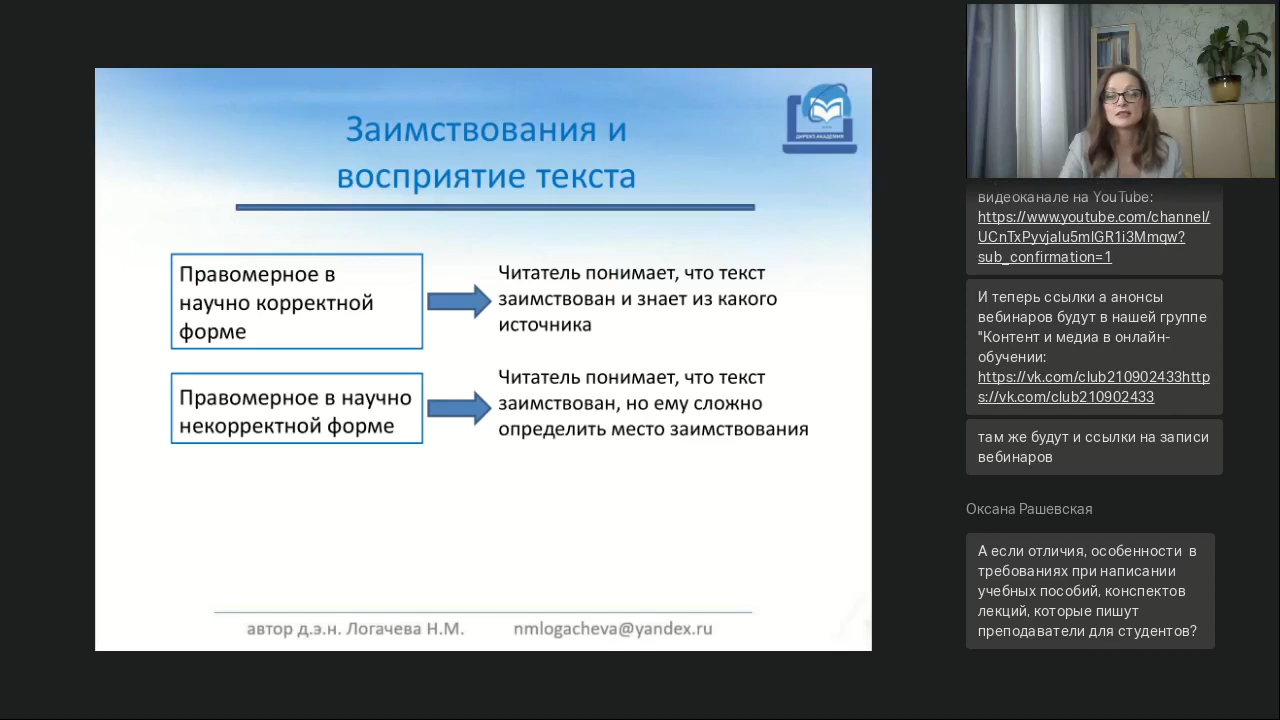 Заимствования и
восприятие текста
ДИРЕКТ-АКАДЕМИЯ
Правомерное в
научно корректной
форме
Читатель понимает, что текст
заимствован и знает из какого
источника
Правомерное в научно
некорректной форме
Читатель понимает, что текст
заимствован, но ему сложно
определить место заимствования
автор д.э.н. Логачева Н.М.
nmlogacheva@yandex.ru
видеоканале на YouTube:
https://www.youtube.com/channel/
UCnTxPyvjalu5mlGR1i3Mmqw?
sub_confirmation=1
И теперь ссылки а анонсы
вебинаров будут в нашей группе
"Контент и медиа в онлайн-
обучении:
https://vk.com/club210902433http
s://vk.com/club210902433
там же будут и ссылки на записи
вебинаров
Оксана Рашевская
А если отличия, особенности в
требованиях при написании
учебных пособий, конспектов
лекций, которые пишут
преподаватели для студентов?